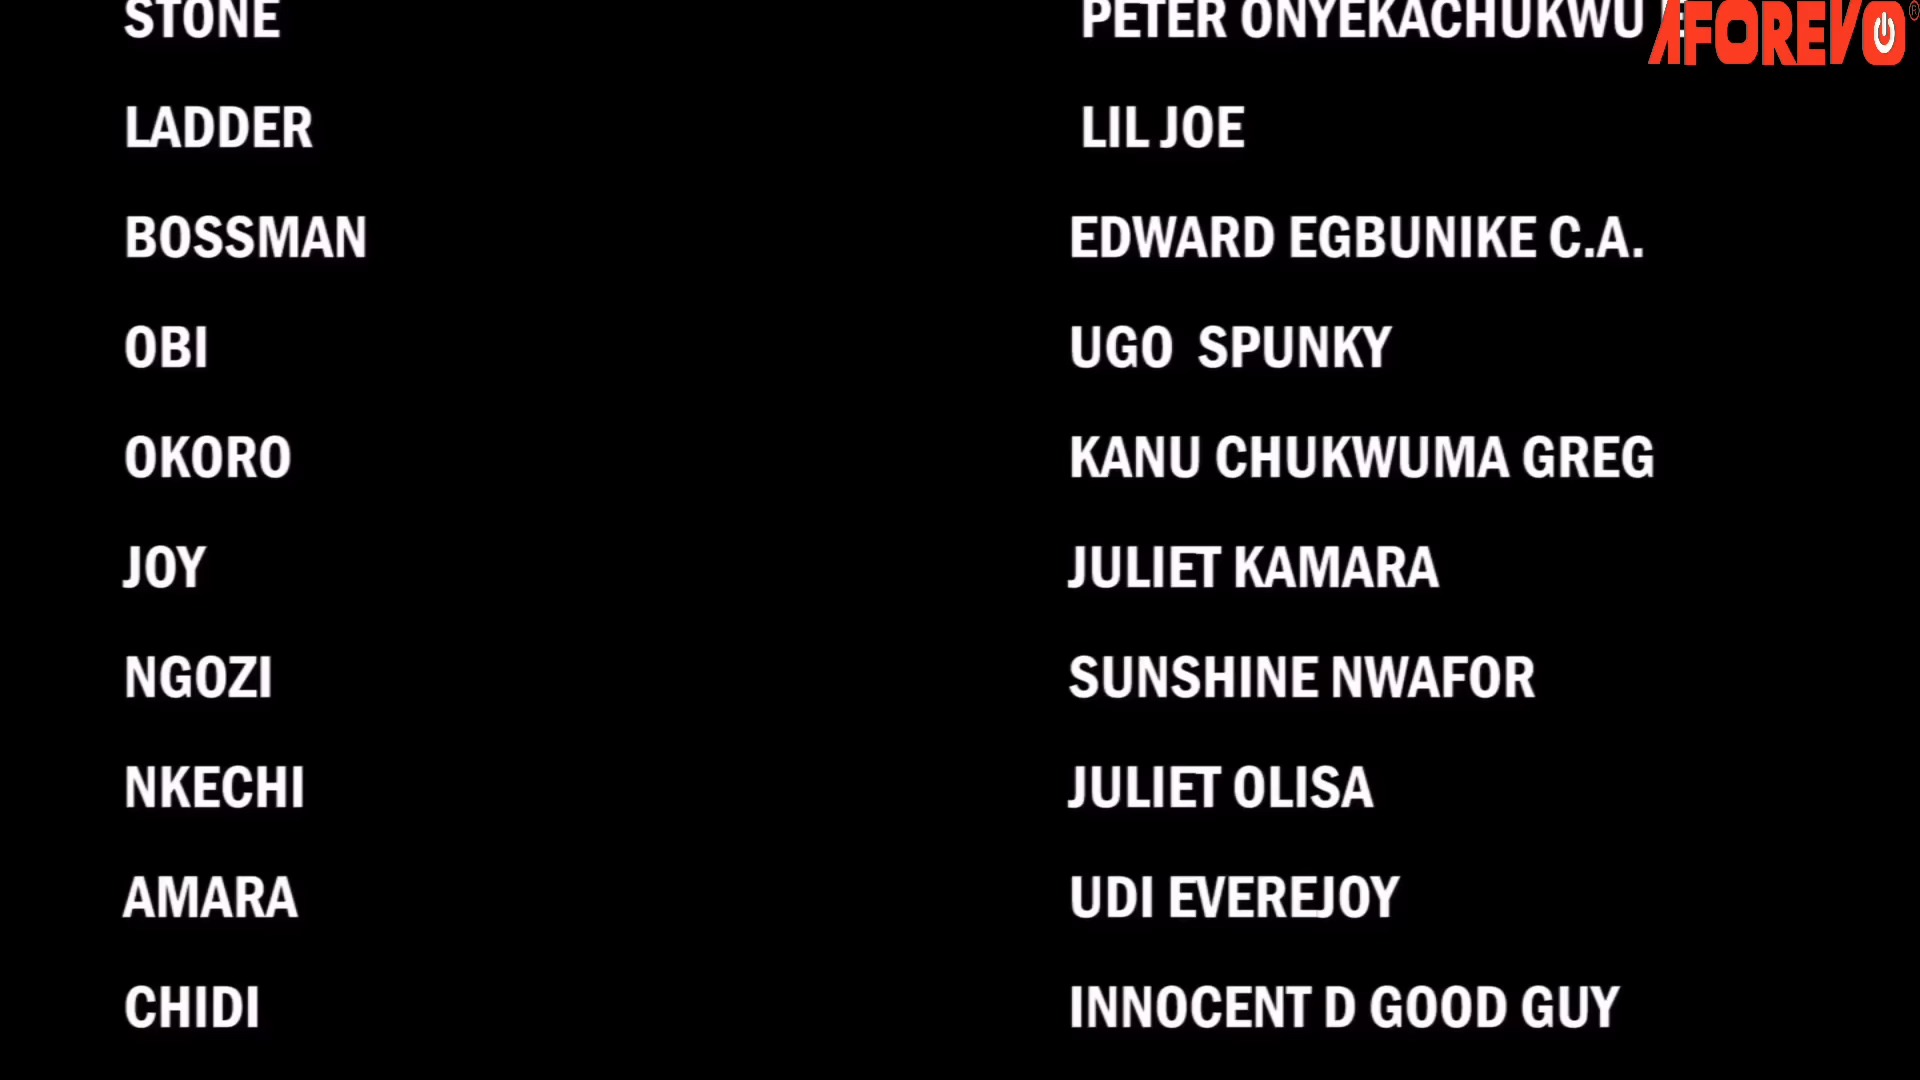 STONE PETER ONYEKACHUKWU
AFOREVO®
LADDER LIL JOE
BOSSMAN EDWARD EGBUNIKE C.A.
OBI UGO SPUNKY
OKORO KANU CHUKWUMA GREG
JOY JULIET KAMARA
NGOZI SUNSHINE NWAFOR
NKECHI JULIET OLISA
AMARA UDI EVEREJOY
CHIDI INNOCENT D GOOD GUY